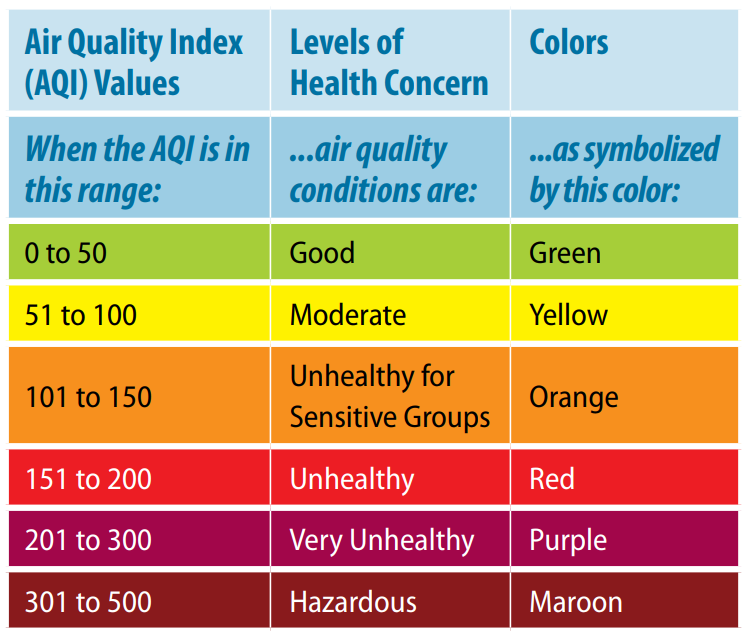 Air Quality Index
(AQI) Values
Levels of
Health Concern
Colors
When the AQI is in
this range:
...air quality
conditions are:
...as symbolized
by this color:
0 to 50
Good
Green
51 to 100
Moderate
Yellow
101 to 150
Unhealthy for
Sensitive Groups
Orange
151 to 200
Unhealthy
Red
201 to 300
Very Unhealthy
Purple
301 to 500
Hazardous
Maroon